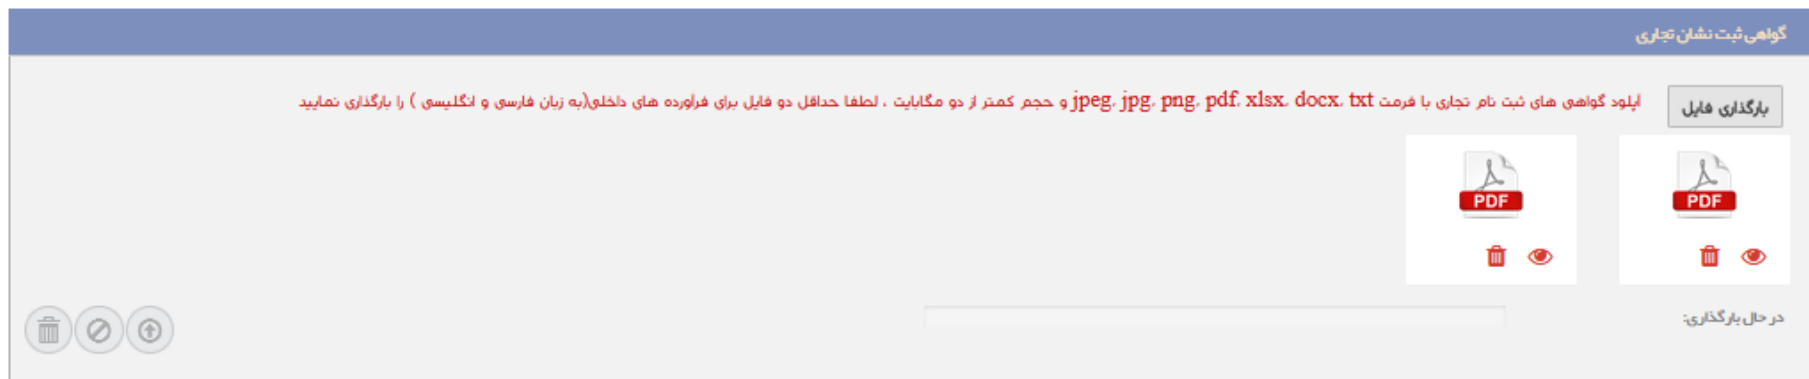 گواهی ثبت نشان تجاری
بارگذاری فایل
آپلود گواهی های ثبت نام تجاری با فرمت jpeg, jpg, png, pdf, xlsx, docx, txt و حجم کمتر از دو مگابایت ، لطفا حداقل دو فایل برای فرآورده های داخلی(به زبان فارسی و انگلیسی ) را بارگذاری نمایید
PDF
PDF
در حال بارگذاری: